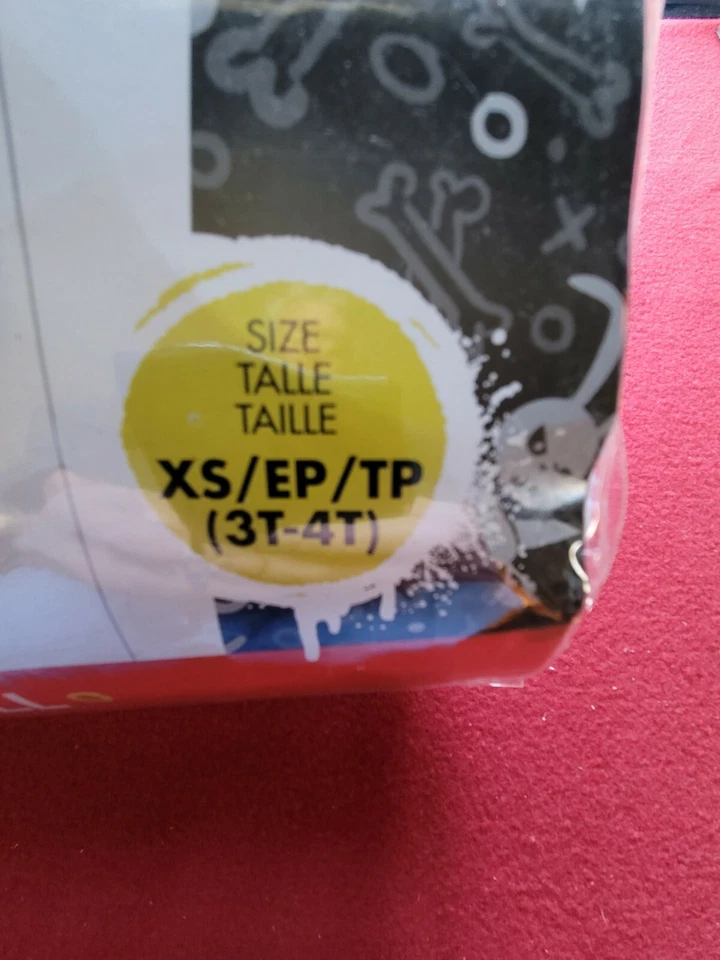 SIZE
TALLE
TAILLE
XS/EP/TP
(3T-4T)